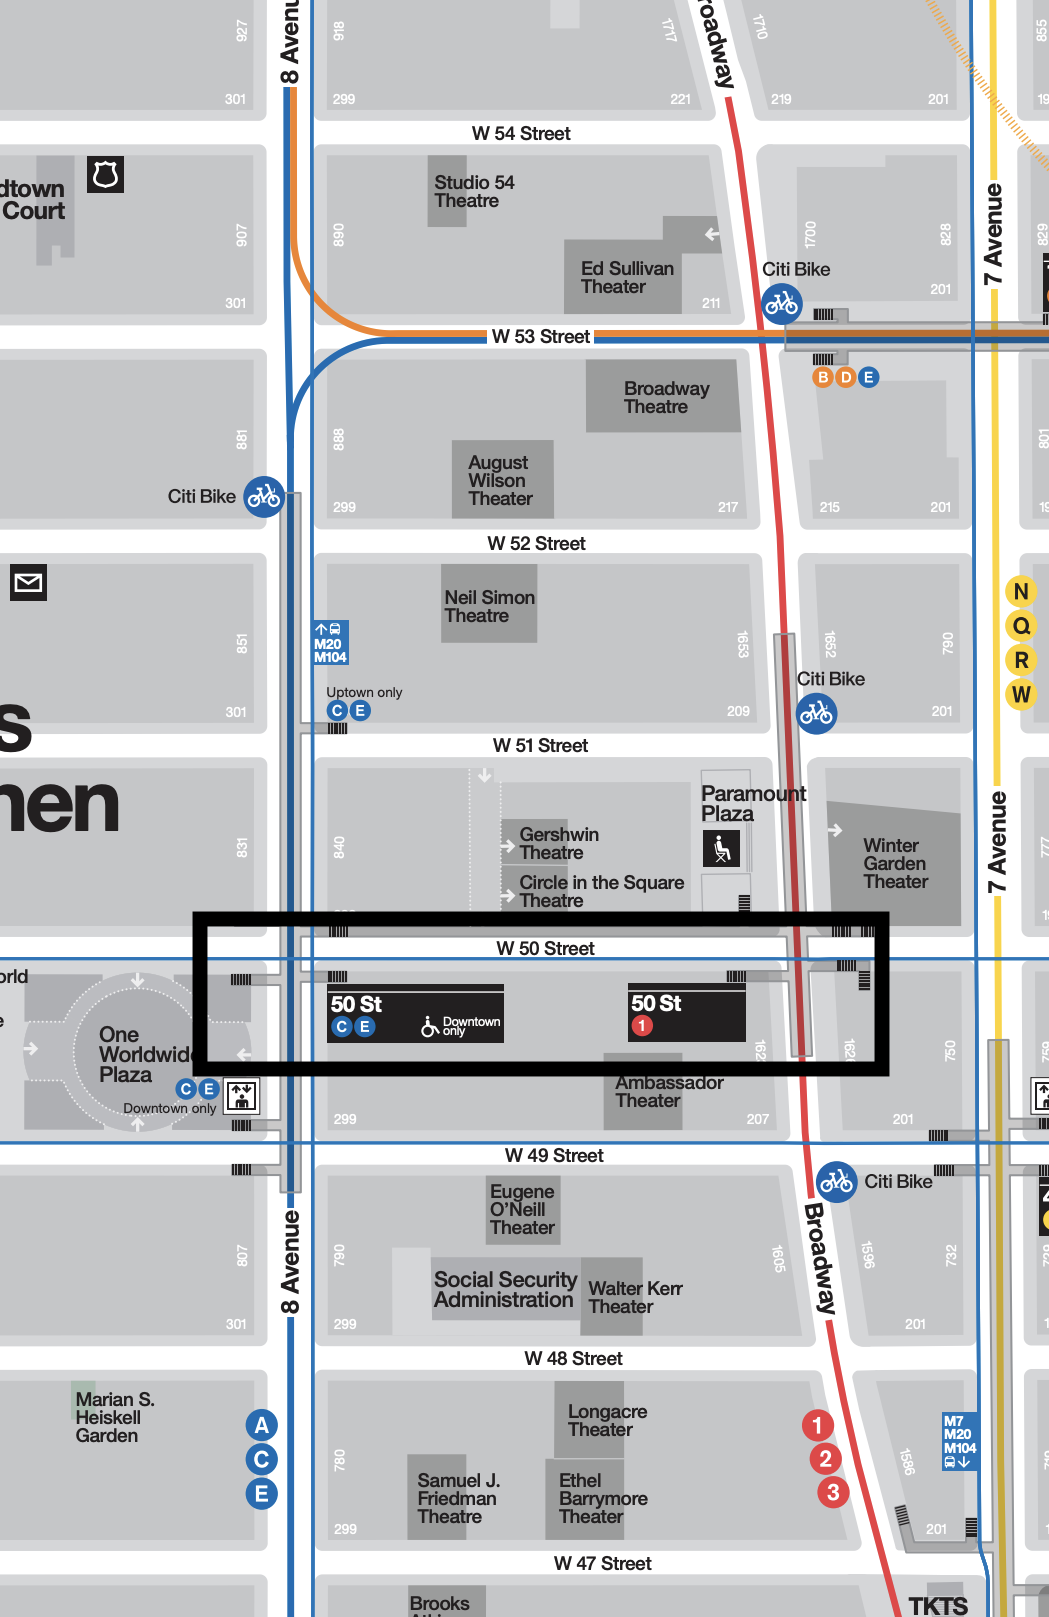 927
8 Avenu
918
1717
roadway
1710
855
301
299
221
219
201
19
W 54 Street
dtown
Court
Studio 54
Theatre
907
890
Ed Sullivan
Theater
1700
828
7 Avenue
829
Citi Bike
301
211
201
W 53 Street
B D E
Broadway
Theatre
881
888
August
Wilson
Theater
801
Citi Bike
299
217
215
201
19
W 52 Street
Neil Simon
Theatre
N
Q
R
W
851
M20
M104
1653
1652
790
Uptown only
C E
Citi Bike
301
209
201
W 51 Street
s
nen
Paramount
Plaza
831
840
Gershwin
Theatre
Circle in the Square
Theatre
Winter
Garden
Theater
777
7 Avenue
19
W 50 Street
orld
e
50 St
C E
Downtown
only
50 St
1
One
Worldwide
Plaza
750
759
C E
Downtown only
Ambassador
Theater
299
207
201
W 49 Street
Citi Bike
Eugene
O'Neill
Theater
8 Avenue
807
790
1605
Broadway
1596
732
Social Security
Administration
Walter Kerr
Theater
301
299
201
W 48 Street
Marian S.
Heiskell
Garden
A
C
E
Longacre
Theater
1
2
3
M7
M20
M104
780
1586
Samuel J.
Friedman
Theatre
Ethel
Barrymore
Theater
299
201
W 47 Street
Brooks
TKTS